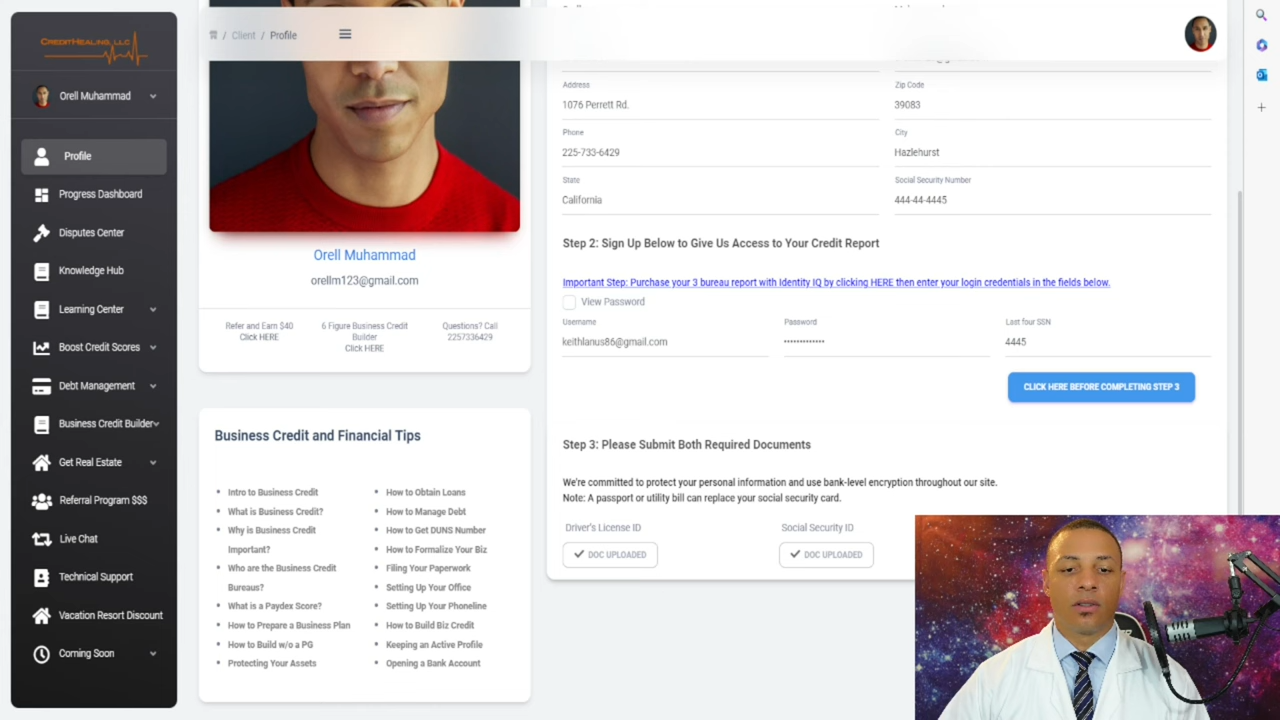 CREDITHEALING, LLC
Orell Muhammad
Profile
Progress Dashboard
Disputes Center
Knowledge Hub
Learning Center
Boost Credit Scores
Debt Management
Business Credit Builder
Get Real Estate
Referral Program $$$
Live Chat
Technical Support
Vacation Resort Discount
Coming Soon
/ Client / Profile
Orell Muhammad
orellm123@gmail.com
Refer and Earn $40
Click HERE
6 Figure Business Credit
Builder
Click HERE
Questions? Call
2257336429
Business Credit and Financial Tips
Intro to Business Credit
What is Business Credit?
Why is Business Credit
Important?
Who are the Business Credit
Bureaus?
What is a Paydex Score?
How to Prepare a Business Plan
How to Build w/o a PG
Protecting Your Assets
How to Obtain Loans
How to Manage Debt
How to Get DUNS Number
How to Formalize Your Biz
Filing Your Paperwork
Setting Up Your Office
Setting Up Your Phoneline
How to Build Biz Credit
Keeping an Active Profile
Opening a Bank Account
Address
1076 Perrett Rd.
Zip Code
39083
Phone
225-733-6429
City
Hazlehurst
State
California
Social Security Number
444-44-4445
Step 2: Sign Up Below to Give Us Access to Your Credit Report
Important Step: Purchase your 3 bureau report with Identity IQ by clicking HERE then enter your login credentials in the fields below.
View Password
Username
keithlanus86@gmail.com
Password
Last four SSN
4445
CLICK HERE BEFORE COMPLETING STEP 3
Step 3: Please Submit Both Required Documents
We're committed to protect your personal information and use bank-level encryption throughout our site.
Note: A passport or utility bill can replace your social security card.
Driver's License ID
DOC UPLOADED
Social Security ID
DOC UPLOADED